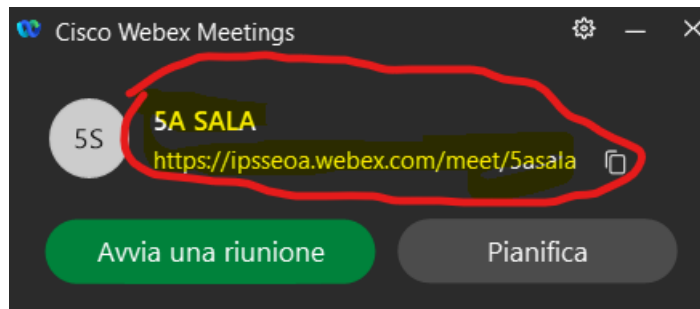 Cisco Webex Meetings
5S
5A SALA
https://ipsseoa.webex.com/meet/5asala
Avvia una riunione
Pianifica